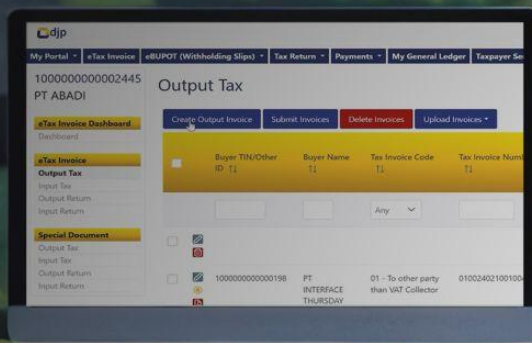 djp
My Portal eTax Invoice eBUPOT (Withholding Slips) Tax Return Payments My General Ledger Taxpayer Se
1000000000002445
PT ABADI
Output Tax
Create Output Invoice Submit Invoices Delete Invoices Upload Invoices
eTax Invoice Dashboard
Dashboard
eTax Invoice
Output Tax
Input Tax
Output Return
Input Return
Special Document
Output Tax
Input Tax
Output Return
Input Return
Buyer TIN/Other
ID
Buyer Name
Tax Invoice Code
Tax Invoice Numb
Any
1000000000000198
PT
INTERFACE
THURSDAY
01 - To other party
than VAT Collector